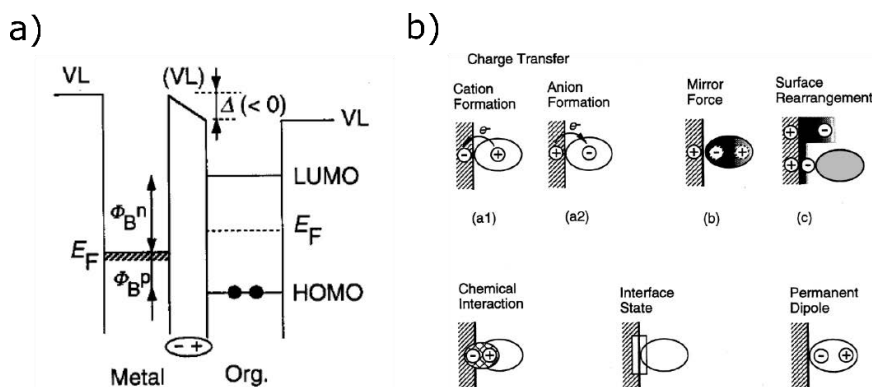 a)
VL
(VL)
Δ (< 0)
VL
LUMO
Φ_B^n
E_F
E_F
Φ_B^p
HOMO
- +
Metal
Org.
b)
Charge Transfer
Cation
Formation
Anion
Formation
Mirror
Force
Surface
Rearrangement
e-
e-
- +
+ -
+ - +
+ -
+ -
(a1)
(a2)
(b)
(c)
Chemical
Interaction
Interface
State
Permanent
Dipole
- +
- +